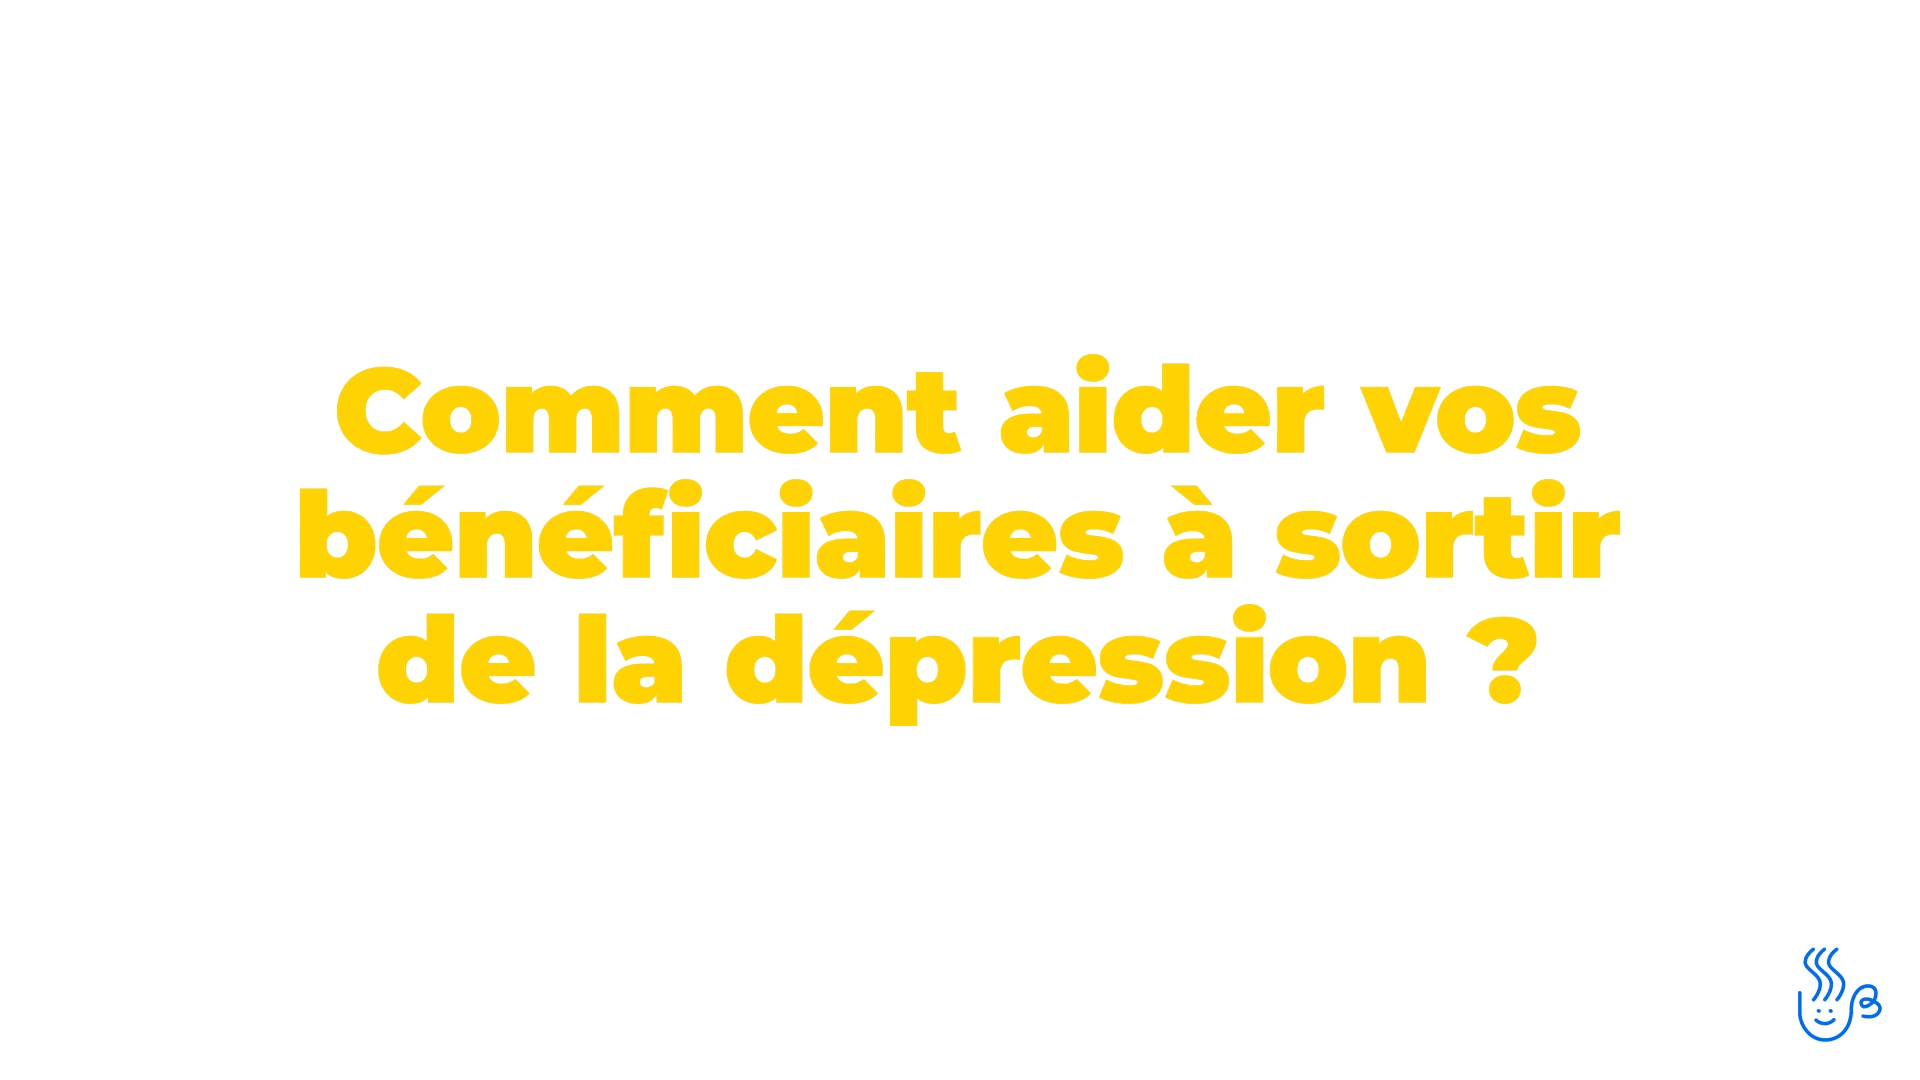 Comment aider vos
bénéficiaires à sortir
de la dépression ?